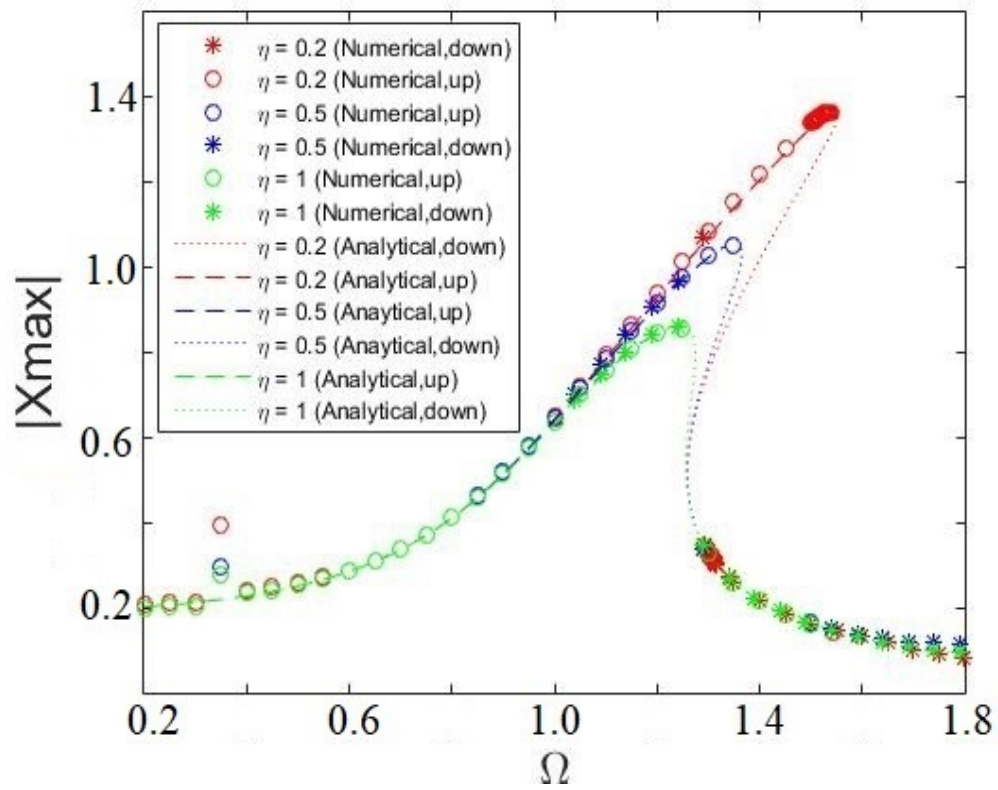 η = 0.2 (Numerical,down)
η = 0.2 (Numerical,up)
η = 0.5 (Numerical,up)
η = 0.5 (Numerical,down)
η = 1 (Numerical,up)
η = 1 (Numerical,down)
η = 0.2 (Analytical,down)
η = 0.2 (Analytical,up)
η = 0.5 (Anaytical,up)
η = 0.5 (Anaytical,down)
η = 1 (Analytical,up)
η = 1 (Analytical,down)
1.4
1.0
0.6
0.2
|Xmax|
0.2 0.6 1.0 1.4 1.8
Ω